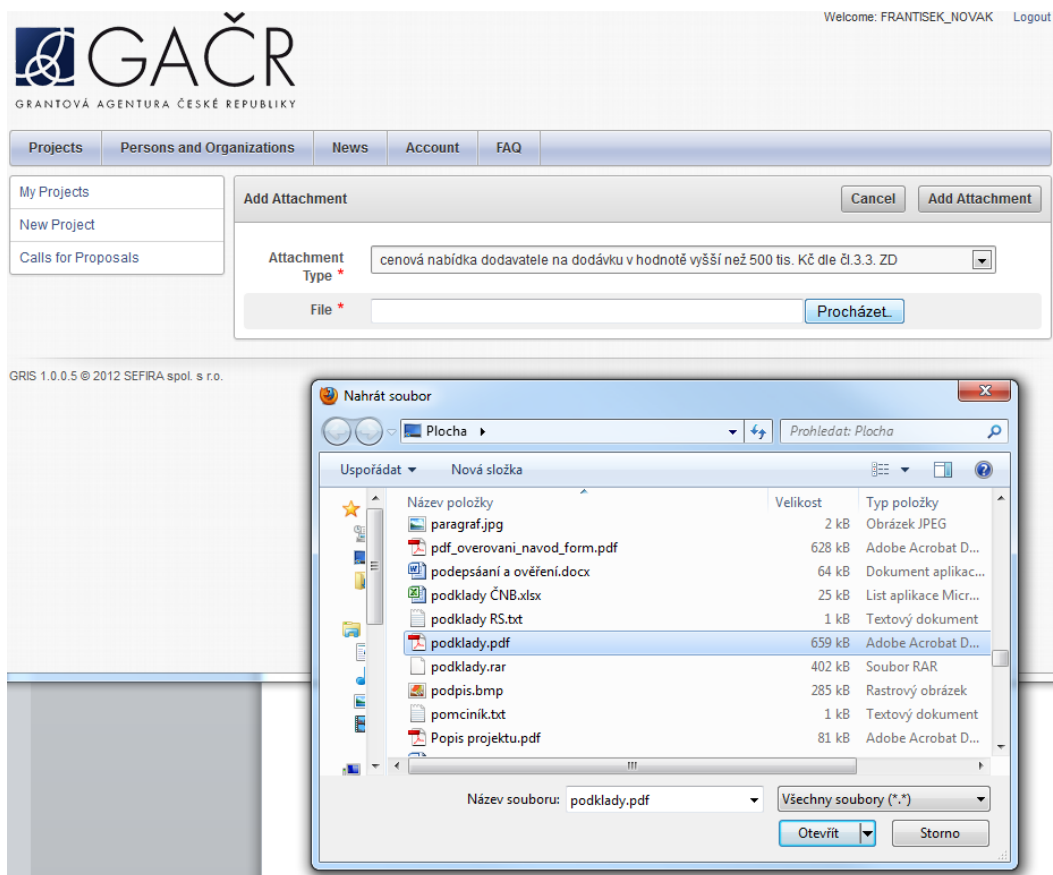 Welcome: FRANTISEK_NOVAK Logout
GAČR
GRANTOVÁ AGENTURA ČESKÉ REPUBLIKY
Projects Persons and Organizations News Account FAQ
My Projects
New Project
Calls for Proposals
Add Attachment Cancel Add Attachment
Attachment Type * cenová nabídka dodavatele na dodávku v hodnotě vyšší než 500 tis. Kč dle čl.3.3. ZD
File * Procházet..
GRIS 1.0.0.5 © 2012 SEFIRA spol. s r.o.
Nahrát soubor
Plocha Prohledat: Plocha
Uspořádat Nová složka
Název položky Velikost Typ položky
paragraf.jpg 2 kB Obrázek JPEG
pdf_overovani_navod_form.pdf 628 kB Adobe Acrobat D...
podepsáaní a ověření.docx 64 kB Dokument aplikac...
podklady ČNB.xlsx 25 kB List aplikace Micr...
podklady RS.txt 1 kB Textový dokument
podklady.pdf 659 kB Adobe Acrobat D...
podklady.rar 402 kB Soubor RAR
podpis.bmp 285 kB Rastrový obrázek
pomciník.txt 1 kB Textový dokument
Popis projektu.pdf 81 kB Adobe Acrobat D...
Název souboru: podklady.pdf Všechny soubory (*.*)
Otevřít Storno